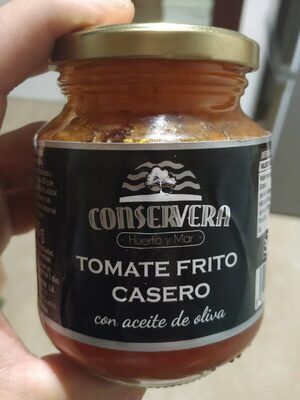 CONSERVERA
Huerto y Mar
TOMATE FRITO
CASERO
con aceite de oliva